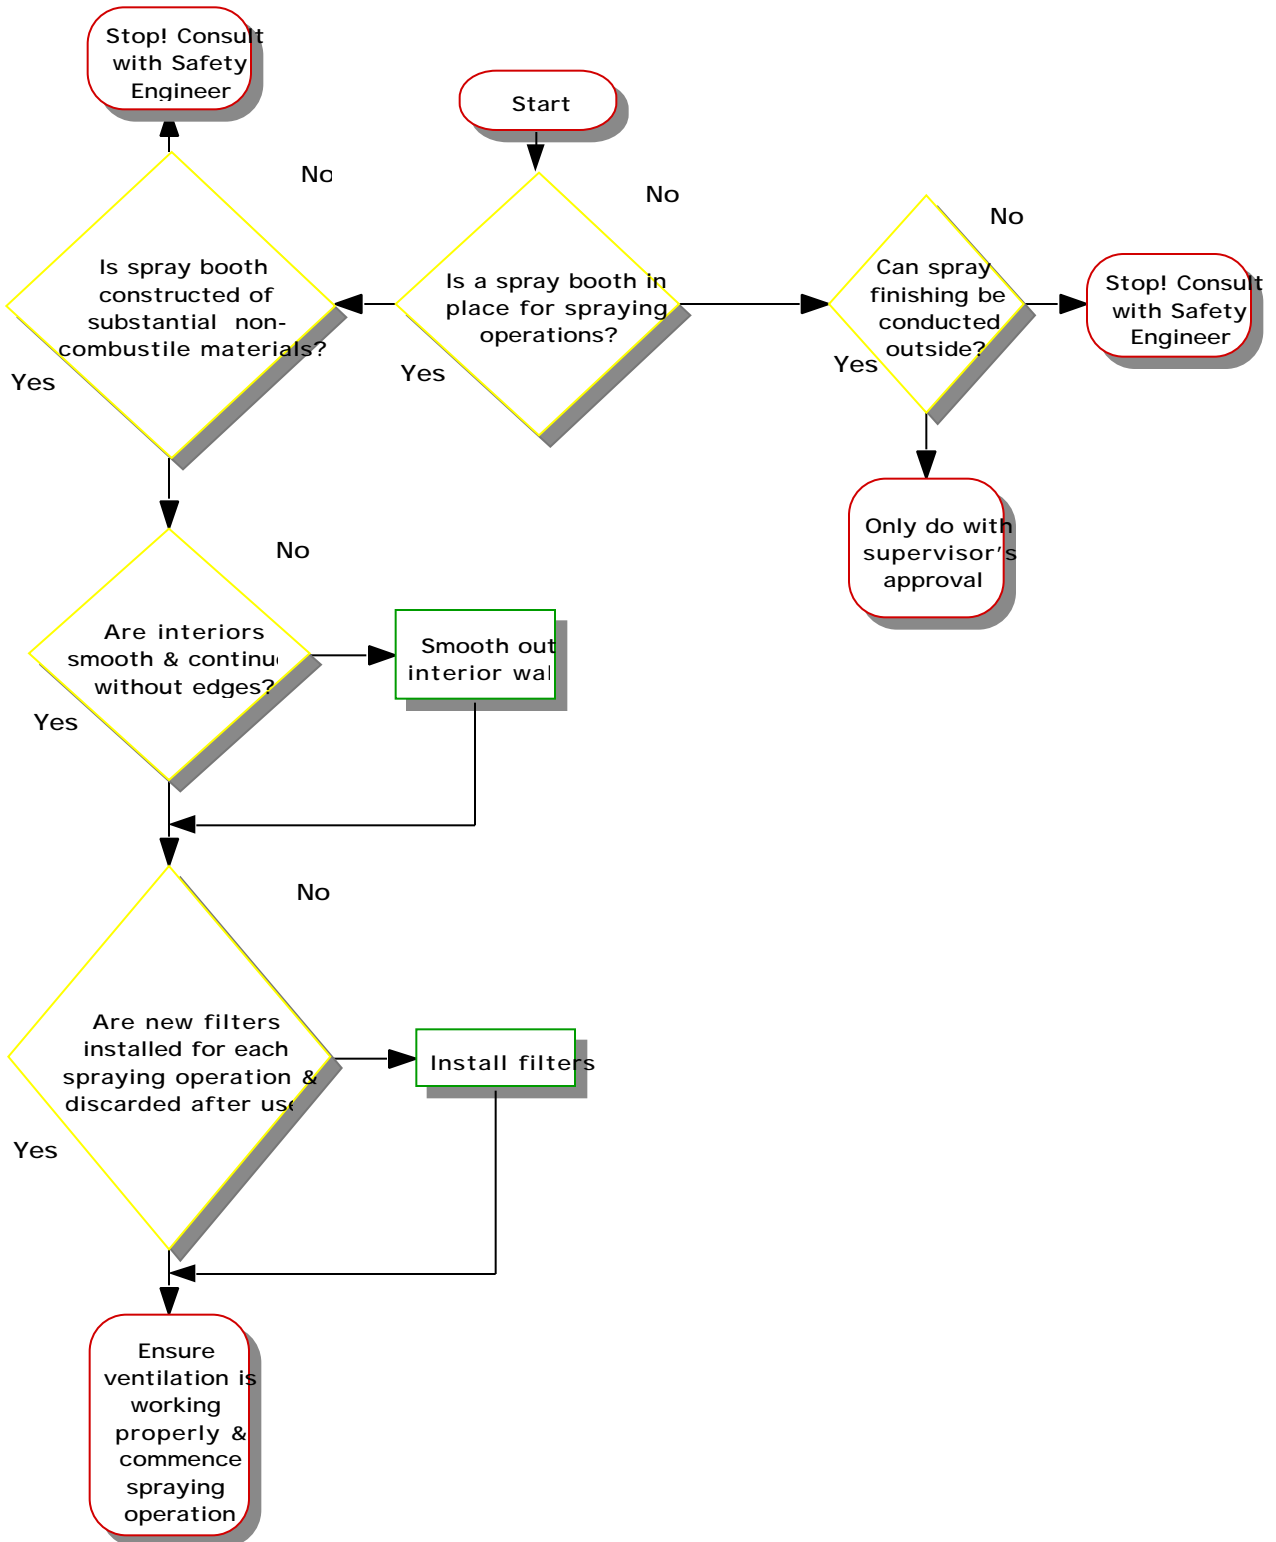 Stop! Consult
with Safety
Engineer
Start
No
Is spray booth
constructed of
substantial non-
combustile materials?
Yes
No
Is a spray booth in
place for spraying
operations?
Yes
No
Can spray
finishing be
conducted
outside?
Yes
Stop! Consult
with Safety
Engineer
Only do with
supervisor's
approval
No
Are interiors
smooth &
without edges?
Yes
Smooth out
interior
No
Are new filters
installed for each
spraying operation &
discarded after use
Yes
Install filters
Ensure
ventilation is
working
properly &
commence
spraying
operation